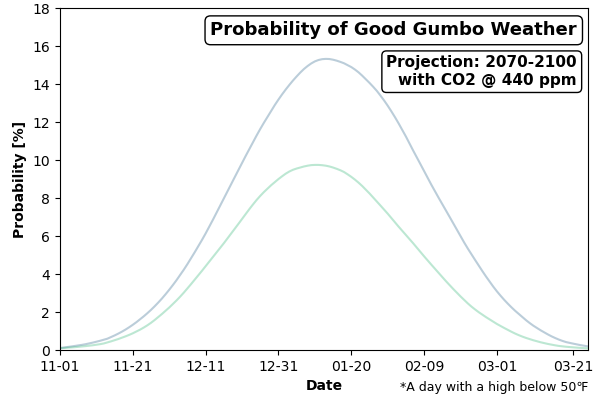 Probability of Good Gumbo Weather
Projection: 2070-2100
with CO2 @ 440 ppm
Probability [%]
18
16
14
12
10
8
6
4
2
0
11-01 11-21 12-11 12-31 01-20 02-09 03-01 03-21
Date
*A day with a high below 50°F